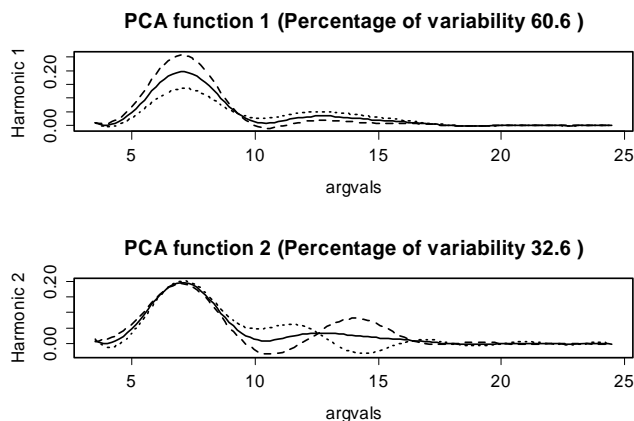 PCA function 1 (Percentage of variability 60.6 )
Harmonic 1
0.20
0.00
5 10 15 20 25
argvals
PCA function 2 (Percentage of variability 32.6 )
Harmonic 2
0.20
0.00
5 10 15 20 25
argvals